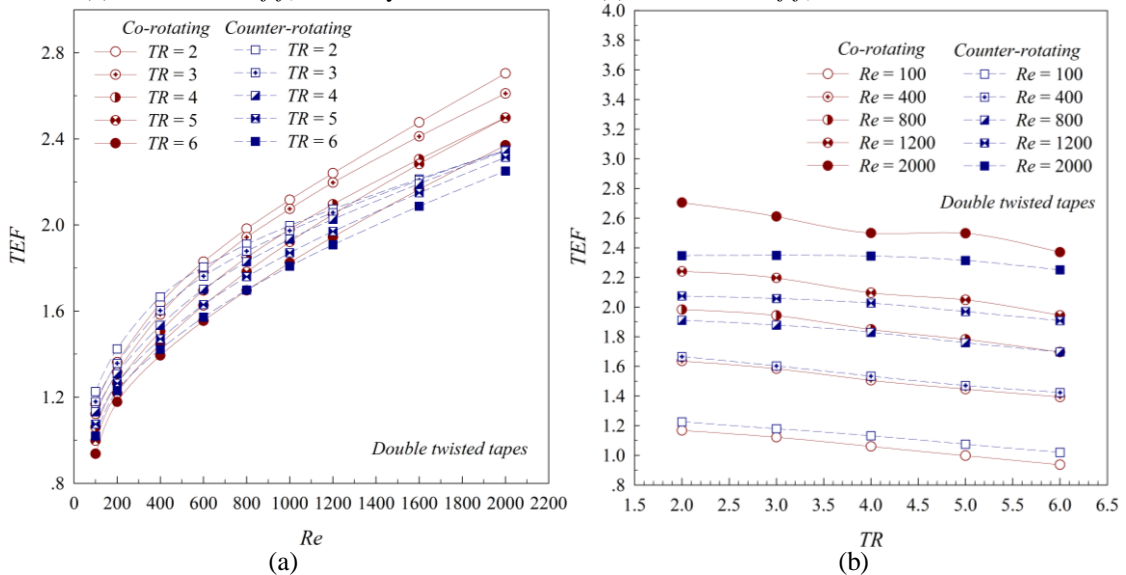 Co-rotating Counter-rotating
TR = 2 TR = 2
TR = 3 TR = 3
TR = 4 TR = 4
TR = 5 TR = 5
TR = 6 TR = 6
2.8
2.4
2.0
1.6
1.2
.8
TEF
Double twisted tapes
0 200 400 600 800 1000 1200 1400 1600 1800 2000 2200
Re
(a)
Co-rotating Counter-rotating
Re = 100 Re = 100
Re = 400 Re = 400
Re = 800 Re = 800
Re = 1200 Re = 1200
Re = 2000 Re = 2000
Double twisted tapes
4.0
3.8
3.6
3.4
3.2
3.0
2.8
2.6
2.4
2.2
2.0
1.8
1.6
1.4
1.2
1.0
.8
TEF
1.5 2.0 2.5 3.0 3.5 4.0 4.5 5.0 5.5 6.0 6.5
TR
(b)